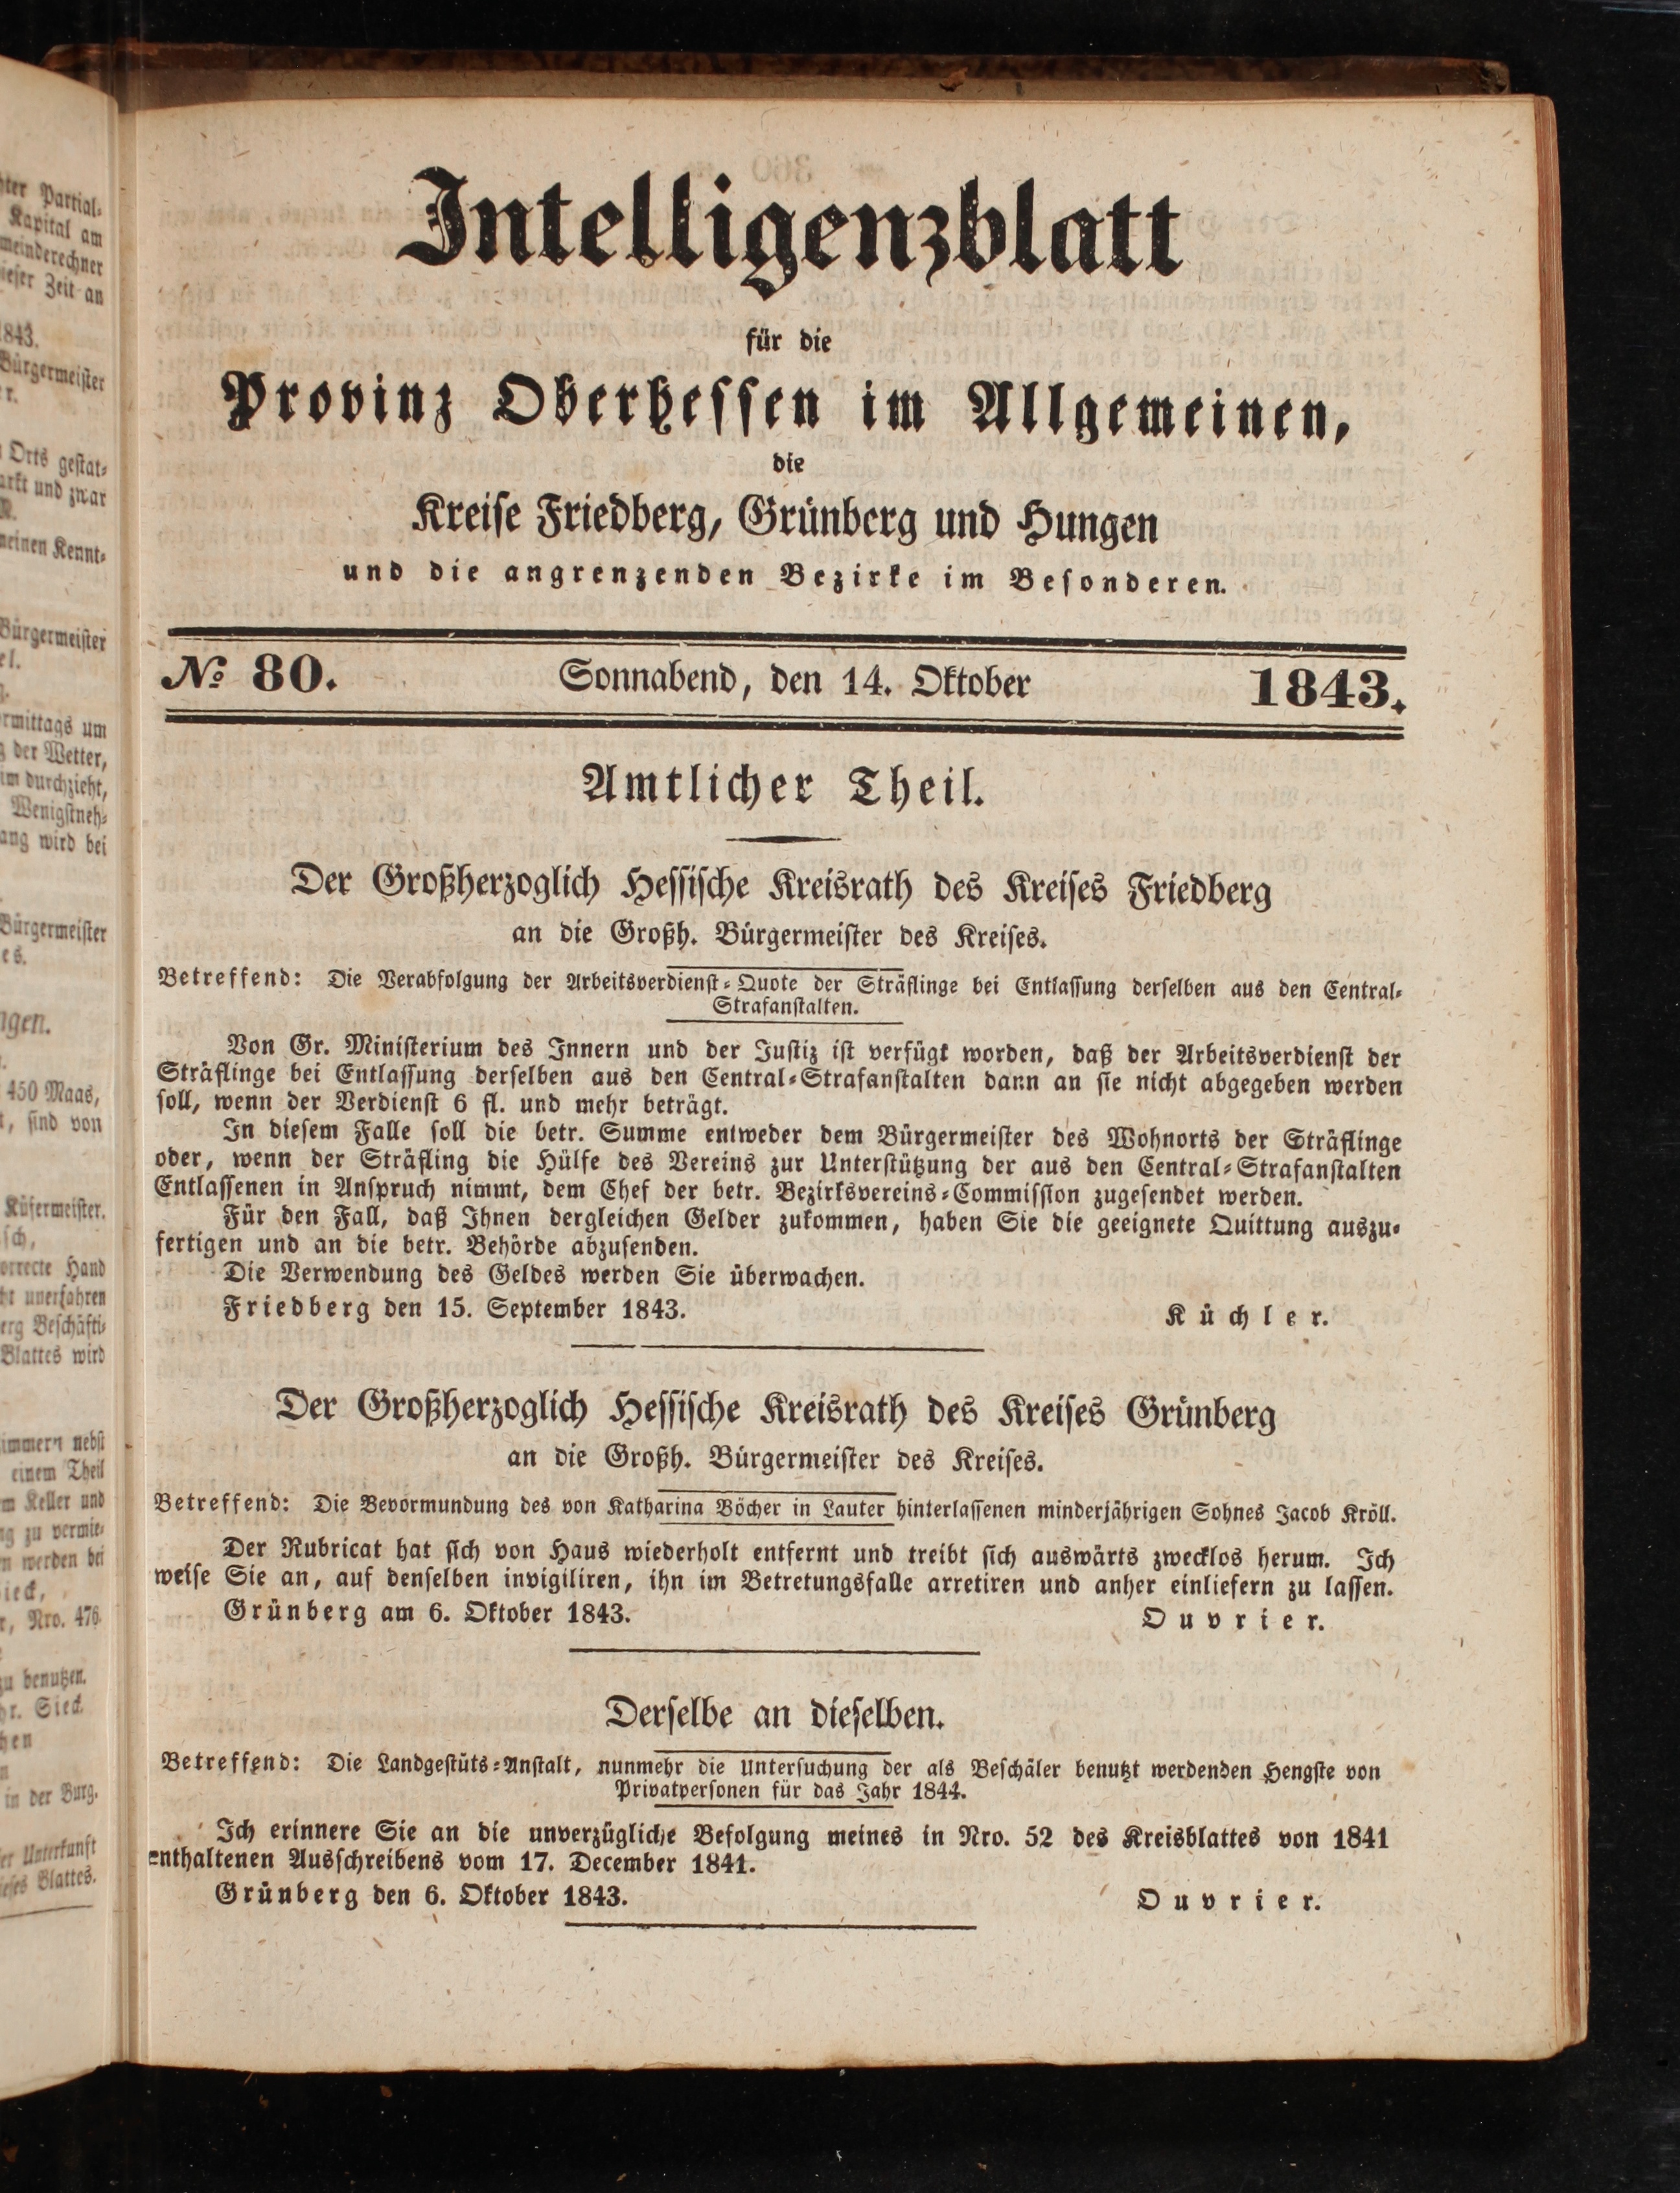 Intelligenzblatt
für die
Provinz Oberhessen im Allgemeinen,
die
Kreise Friedberg, Grünberg und Hungen
und die angrenzenden Bezirke im Besonderen.
№ 80. Sonnabend, den 14. Oktober 1843.
Amtlicher Theil.
Der Großherzoglich Hessische Kreisrath des Kreises Friedberg
an die Großh. Bürgermeister des Kreises.
Betreffend: Die Verabfolgung der Arbeitsverdienst-Quote der Sträflinge bei Entlassung derselben aus den Central-
Strafanstalten.
Von Gr. Ministerium des Innern und der Justiz ist verfügt worden, daß der Arbeitsverdienst der
Sträflinge bei Entlassung derselben aus den Central-Strafanstalten dann an sie nicht abgegeben werden
soll, wenn der Verdienst 6 fl. und mehr beträgt.
In diesem Falle soll die betr. Summe entweder dem Bürgermeister des Wohnorts der Sträflinge
oder, wenn der Sträfling die Hülfe des Vereins zur Unterstützung der aus den Central-Strafanstalten
Entlassenen in Anspruch nimmt, dem Chef der betr. Bezirksvereins-Commission zugesendet werden.
Für den Fall, daß Ihnen dergleichen Gelder zukommen, haben Sie die geeignete Quittung auszu-
fertigen und an die betr. Behörde abzusenden.
Die Verwendung des Geldes werden Sie überwachen.
Friedberg den 15. September 1843. Küchler.
Der Großherzoglich Hessische Kreisrath des Kreises Grünberg
an die Großh. Bürgermeister des Kreises.
Betreffend: Die Bevormundung des von Katharina Böcher in Lauter hinterlassenen minderjährigen Sohnes Jacob Kröll.
Der Rubricat hat sich von Haus wiederholt entfernt und treibt sich auswärts zwecklos herum. Ich
weise Sie an, auf denselben invigiliren, ihn im Betretungsfalle arretiren und anher einliefern zu lassen.
Grünberg am 6. Oktober 1843. Ouvrier.
Derselbe an dieselben.
Betreffend: Die Landgestüts-Anstalt, nunmehr die Untersuchung der als Beschäler benutzt werdenden Hengste von
Privatpersonen für das Jahr 1844.
Ich erinnere Sie an die unverzügliche Befolgung meines in Nro. 52 des Kreisblattes von 1841
enthaltenen Ausschreibens vom 17. December 1841.
Grünberg den 6. Oktober 1843. Ouvrier.